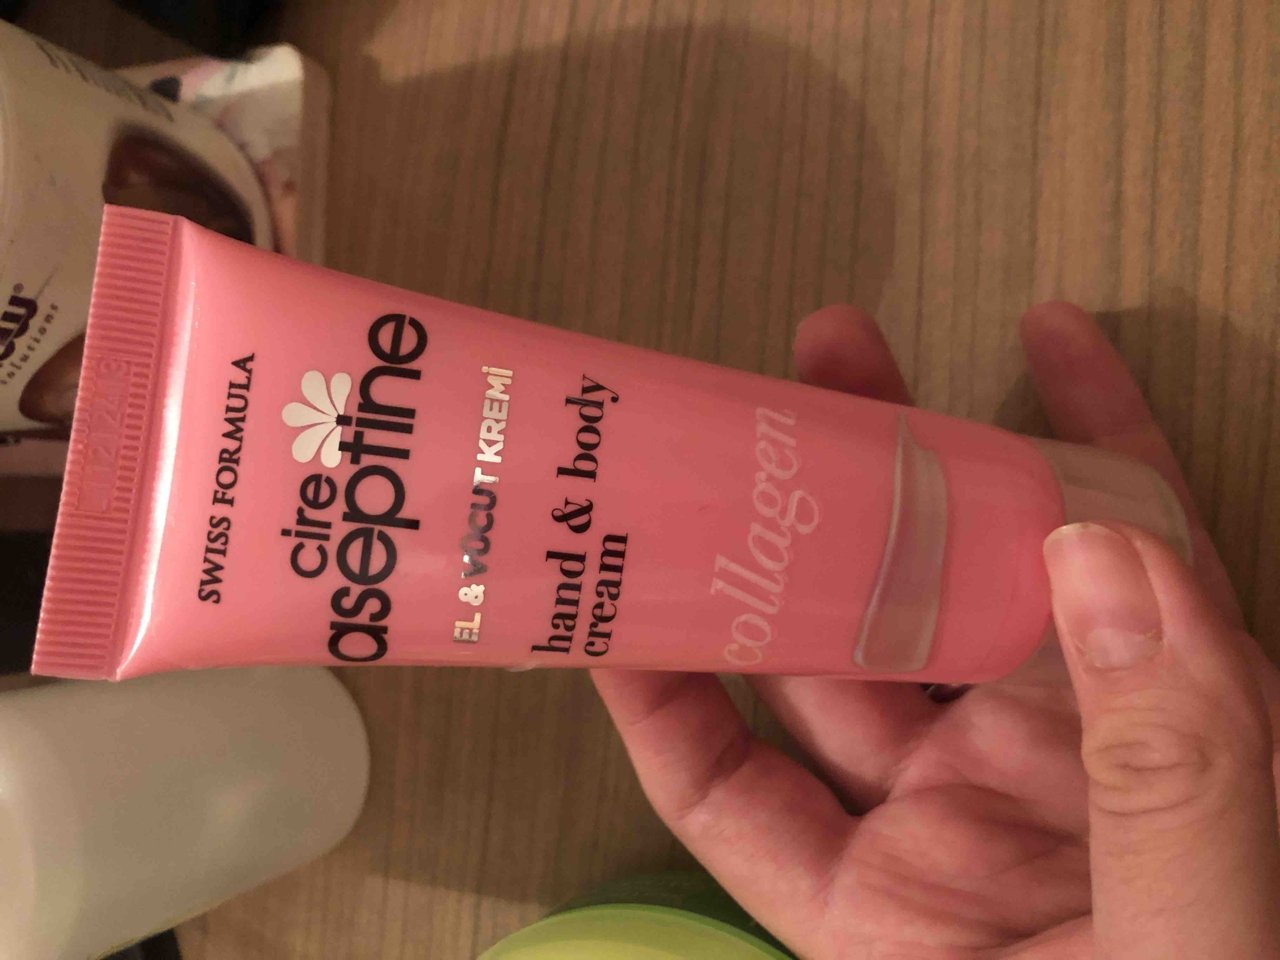 SWISS FORMULA
cire
aseptine
EL & VÜCUT KREMİ
hand & body
cream
collagen